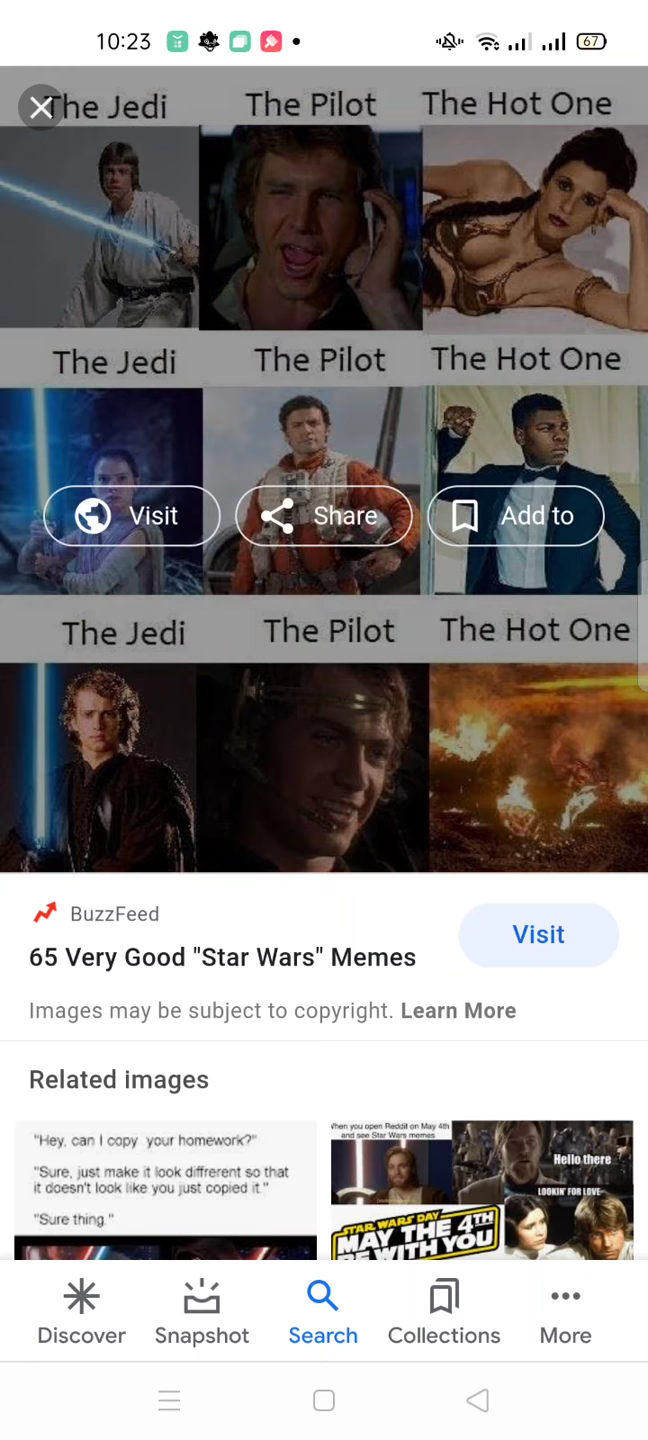 10:23
67
The Jedi The Pilot The Hot One
The Jedi The Pilot The Hot One
Visit Share Add to
The Jedi The Pilot The Hot One
BuzzFeed
Visit
65 Very Good "Star Wars" Memes
Images may be subject to copyright. Learn More
Related images
"Hey, can I copy your homework?"
"Sure, just make it look diffrerent so that
it doesn't look like you just copied it."
"Sure thing."
When you open Reddit on May 4th
and see Star Wars memes
Hello there
LOOKIN' FOR LOVE
STAR WARS DAY
MAY THE 4TH
BE WITH YOU
Discover Snapshot Search Collections More